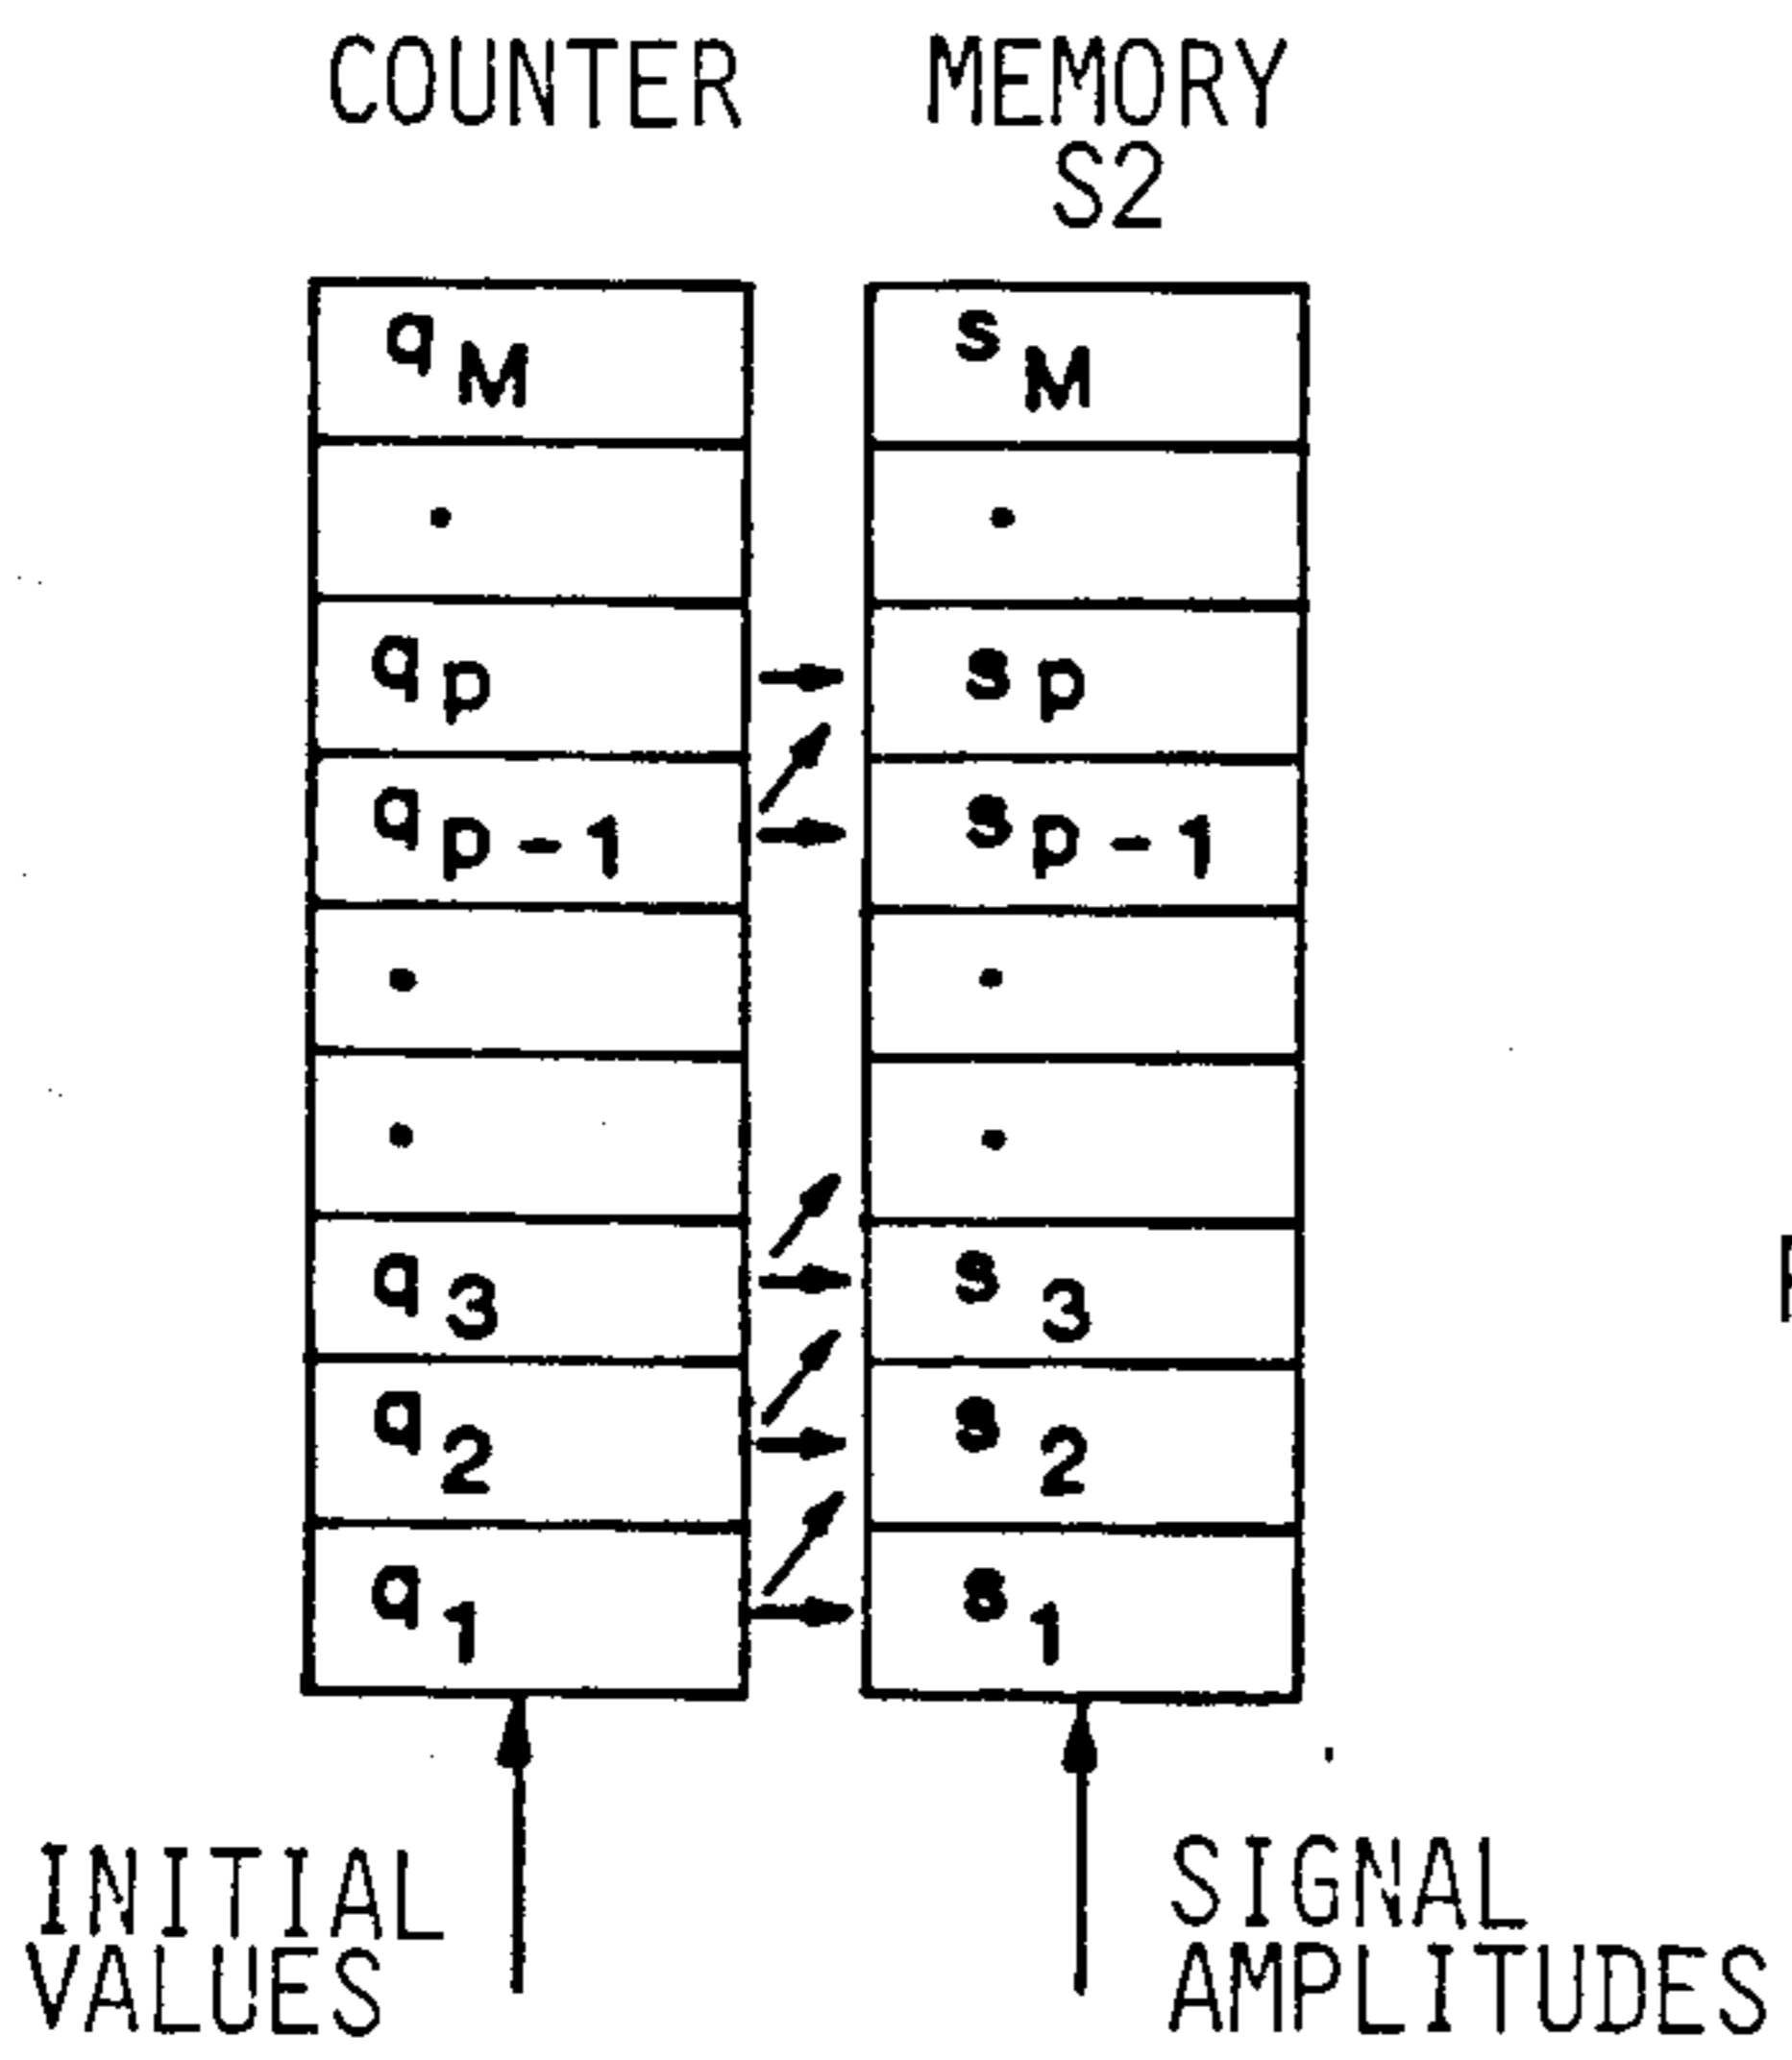 COUNTER MEMORY
S2
qM sM
• •
qp sp
qp-1 sp-1
• •
• •
q3 s3
q2 s2
q1 s1
INITIAL SIGNAL
VALUES AMPLITUDES